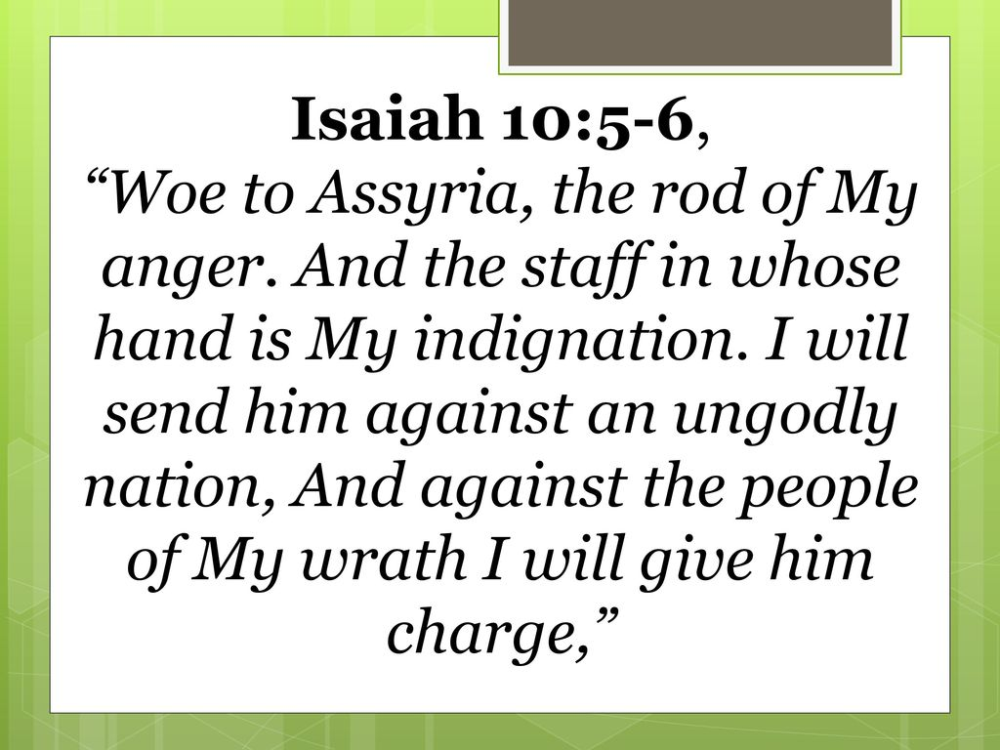 Isaiah 10:5-6,
“Woe to Assyria, the rod of My
anger. And the staff in whose
hand is My indignation. I will
send him against an ungodly
nation, And against the people
of My wrath I will give him
charge,”